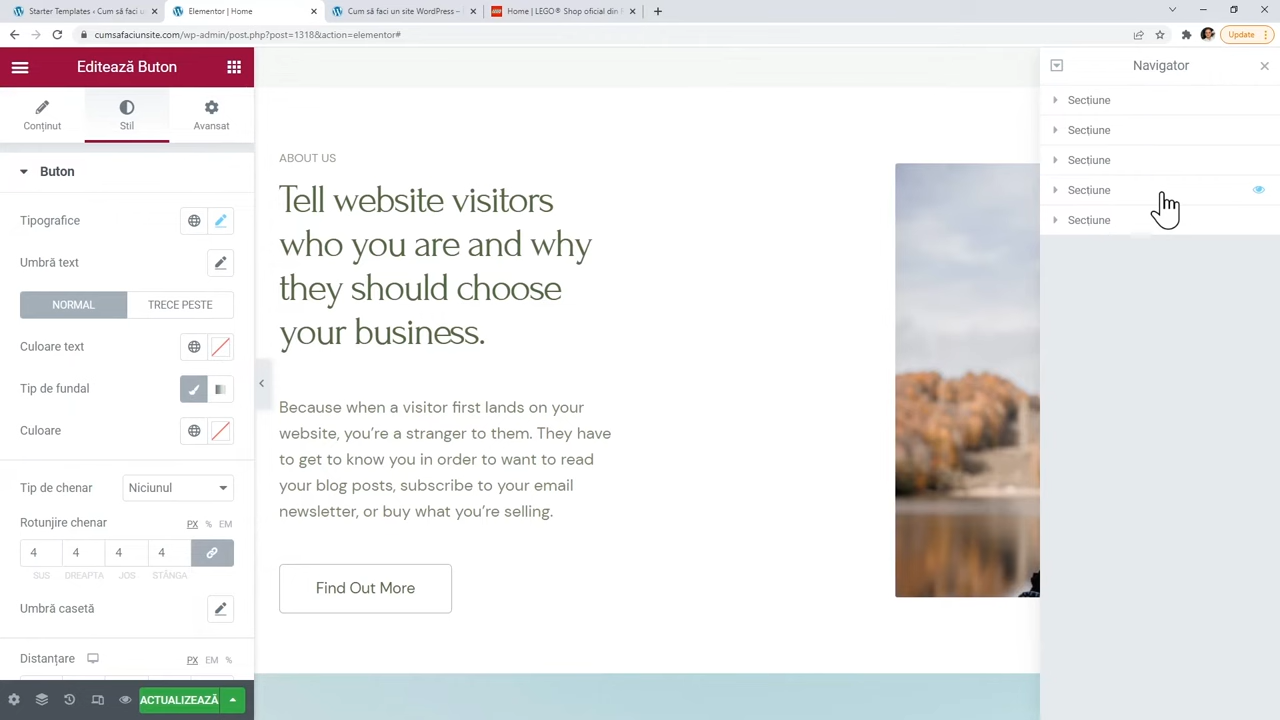 Starter Templates ‹ Cum să faci u
Elementor | Home
Cum să faci un site WordPress –
Home | LEGO® Shop oficial din
cumsafaciunsite.com/wp-admin/post.php?post=1318&action=elementor#
Update
Editează Buton
Conținut
Stil
Avansat
Buton
Tipografice
Umbră text
NORMAL
TRECE PESTE
Culoare text
Tip de fundal
Culoare
Tip de chenar
Niciunul
Rotunjire chenar
PX % EM
4 4 4 4
SUS DREAPTA JOS STÂNGA
Umbră casetă
Distanțare
PX EM %
ACTUALIZEAZĂ
ABOUT US
Tell website visitors
who you are and why
they should choose
your business.
Because when a visitor first lands on your
website, you’re a stranger to them. They have
to get to know you in order to want to read
your blog posts, subscribe to your email
newsletter, or buy what you’re selling.
Find Out More
Navigator
Secțiune
Secțiune
Secțiune
Secțiune
Secțiune